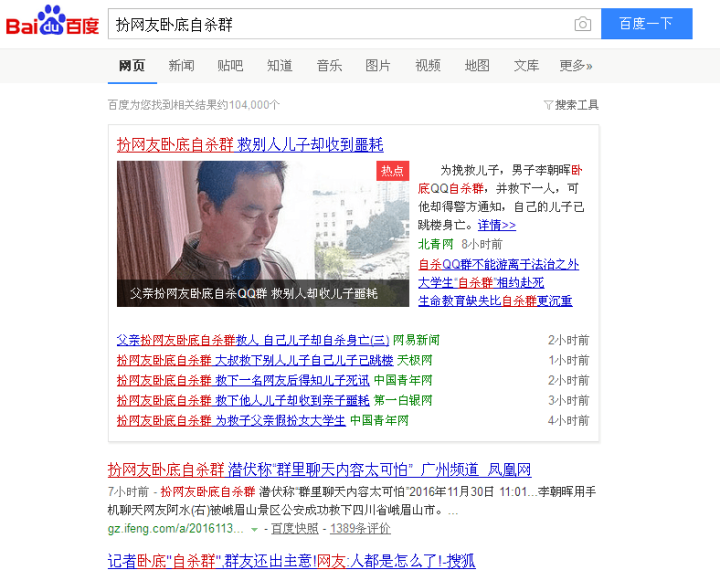 Bai du 百度
扮网友卧底自杀群
百度一下
网页 新闻 贴吧 知道 音乐 图片 视频 地图 文库 更多»
百度为您找到相关结果约104,000个
搜索工具
扮网友卧底自杀群 救别人儿子却收到噩耗
热点
父亲扮网友卧底自杀QQ群 救别人却收儿子噩耗
为挽救儿子，男子李朝晖卧
底QQ自杀群，并救下一人，可
他却得警方通知，自己的儿子已
跳楼身亡。详情>>
北青网 8小时前
自杀QQ群不能游离于法治之外
大学生“自杀群”相约赴死
生命教育缺失比自杀群更沉重
父亲扮网友卧底自杀群救人 自己儿子却自杀身亡(三) 网易新闻 2小时前
扮网友卧底自杀群 大叔救下别人儿子自己儿子已跳楼 天极网 1小时前
扮网友卧底自杀群 救下一名网友后得知儿子死讯 中国青年网 2小时前
扮网友卧底自杀群 救下他人儿子却收到亲子噩耗 第一白银网 3小时前
扮网友卧底自杀群 为救子父亲假扮女大学生 中国青年网 4小时前
扮网友卧底自杀群 潜伏称“群里聊天内容太可怕”_广州频道_凤凰网
7小时前 - 扮网友卧底自杀群 潜伏称“群里聊天内容太可怕”2016年11月30日 11:01...李朝晖用手
机聊天网友阿水(右)被峨眉山景区公安成功救下四川省峨眉山市。...
gz.ifeng.com/a/2016113... - 百度快照 - 1389条评价
记者卧底"自杀群",群友还出主意!网友:人都是怎么了!-搜狐